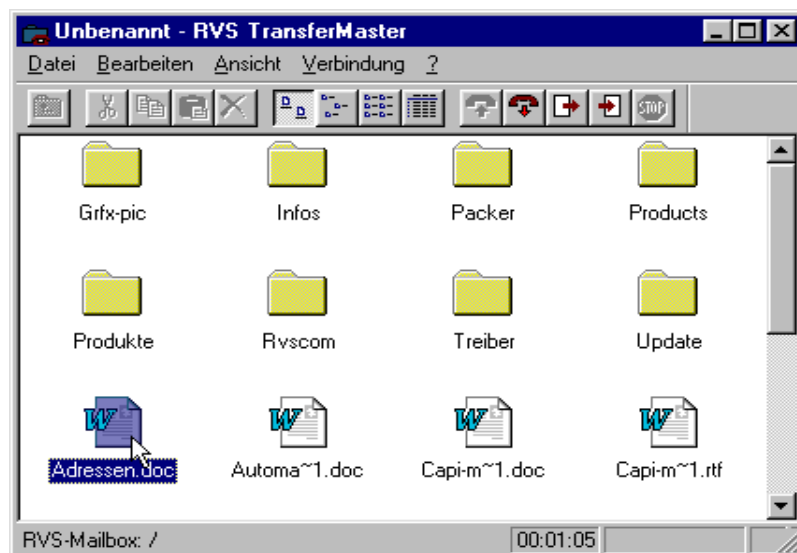 Unbenannt - RVS TransferMaster
Datei Bearbeiten Ansicht Verbindung ?
STOP
Grfx-pic Infos Packer Products
Produkte Rvscom Treiber Update
Adressen.doc Automa~1.doc Capi-m~1.doc Capi-m~1.rtf
RVS-Mailbox: / 00:01:05